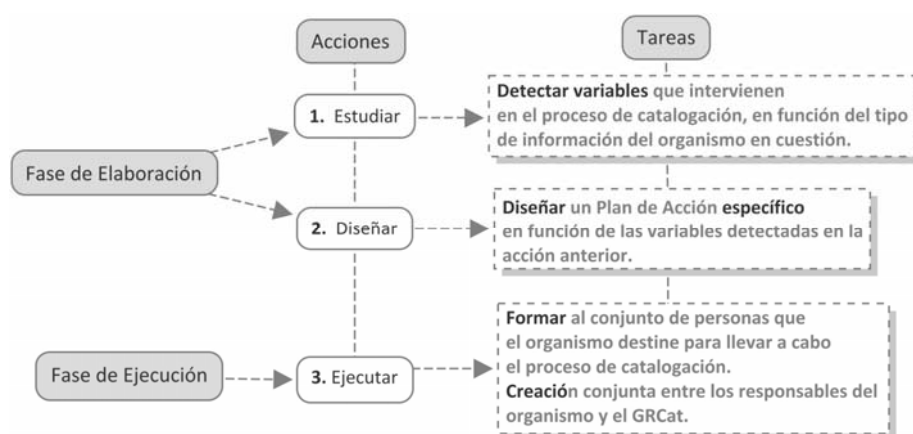 Acciones
Tareas
1. Estudiar
Detectar variables que intervienen
en el proceso de catalogación, en función del tipo
de información del organismo en cuestión.
Fase de Elaboración
2. Diseñar
Diseñar un Plan de Acción específico
en función de las variables detectadas en la
acción anterior.
Fase de Ejecución
3. Ejecutar
Formar al conjunto de personas que
el organismo destine para llevar a cabo
el proceso de catalogación.
Creación conjunta entre los responsables del
organismo y el GRCat.